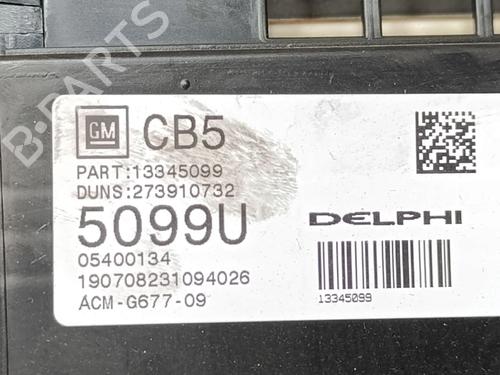 B-PARTS
GM CB5
PART:13345099
DUNS:273910732
5099U
DELPHI
05400134
190708231094026
ACM-G677-09
13345099